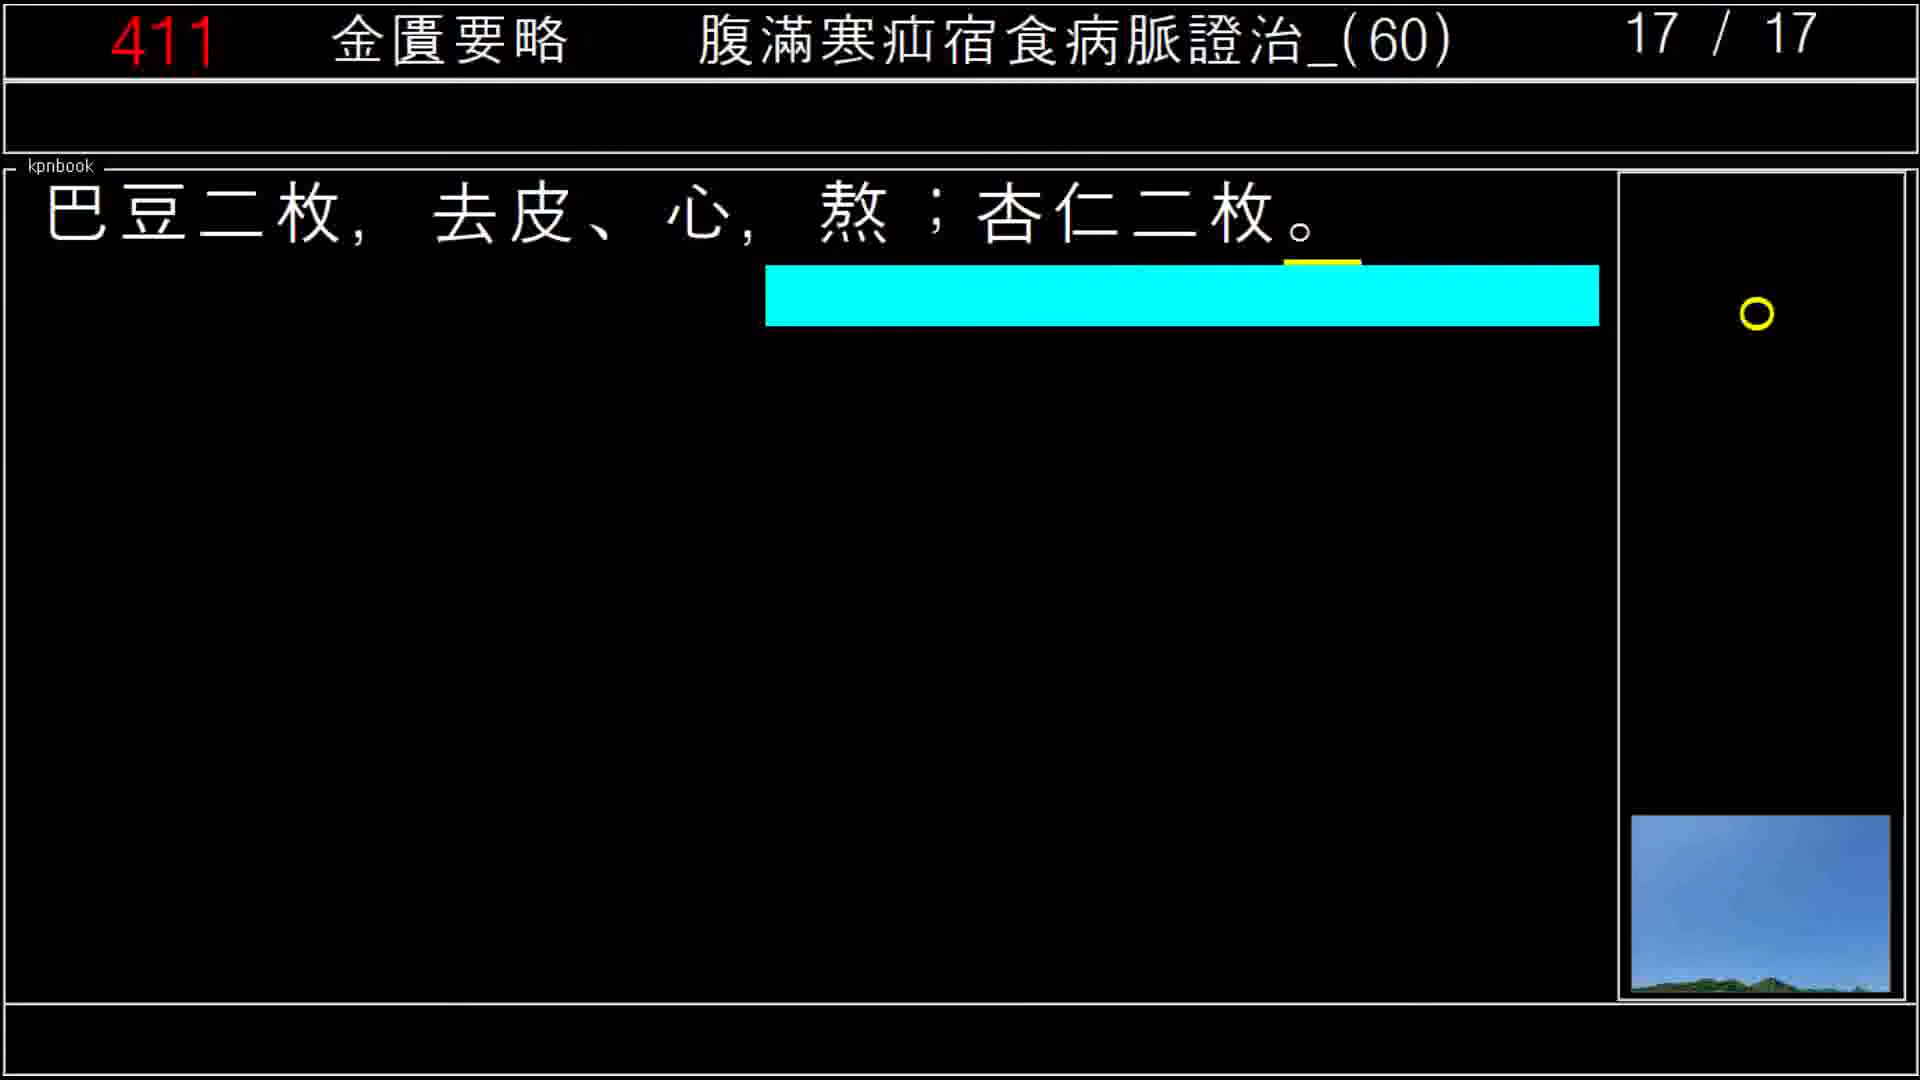 411 金匱要略 腹滿寒疝宿食病脈證治_(60) 17 / 17
kpnbook
巴豆二枚, 去皮、心, 熬;杏仁二枚。
。